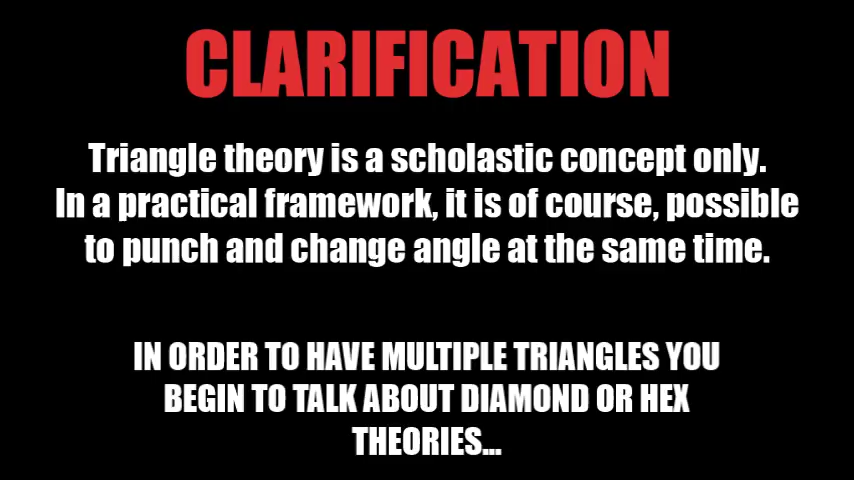 CLARIFICATION
Triangle theory is a scholastic concept only.
In a practical framework, it is of course, possible
to punch and change angle at the same time.
IN ORDER TO HAVE MULTIPLE TRIANGLES YOU
BEGIN TO TALK ABOUT DIAMOND OR HEX
THEORIES...